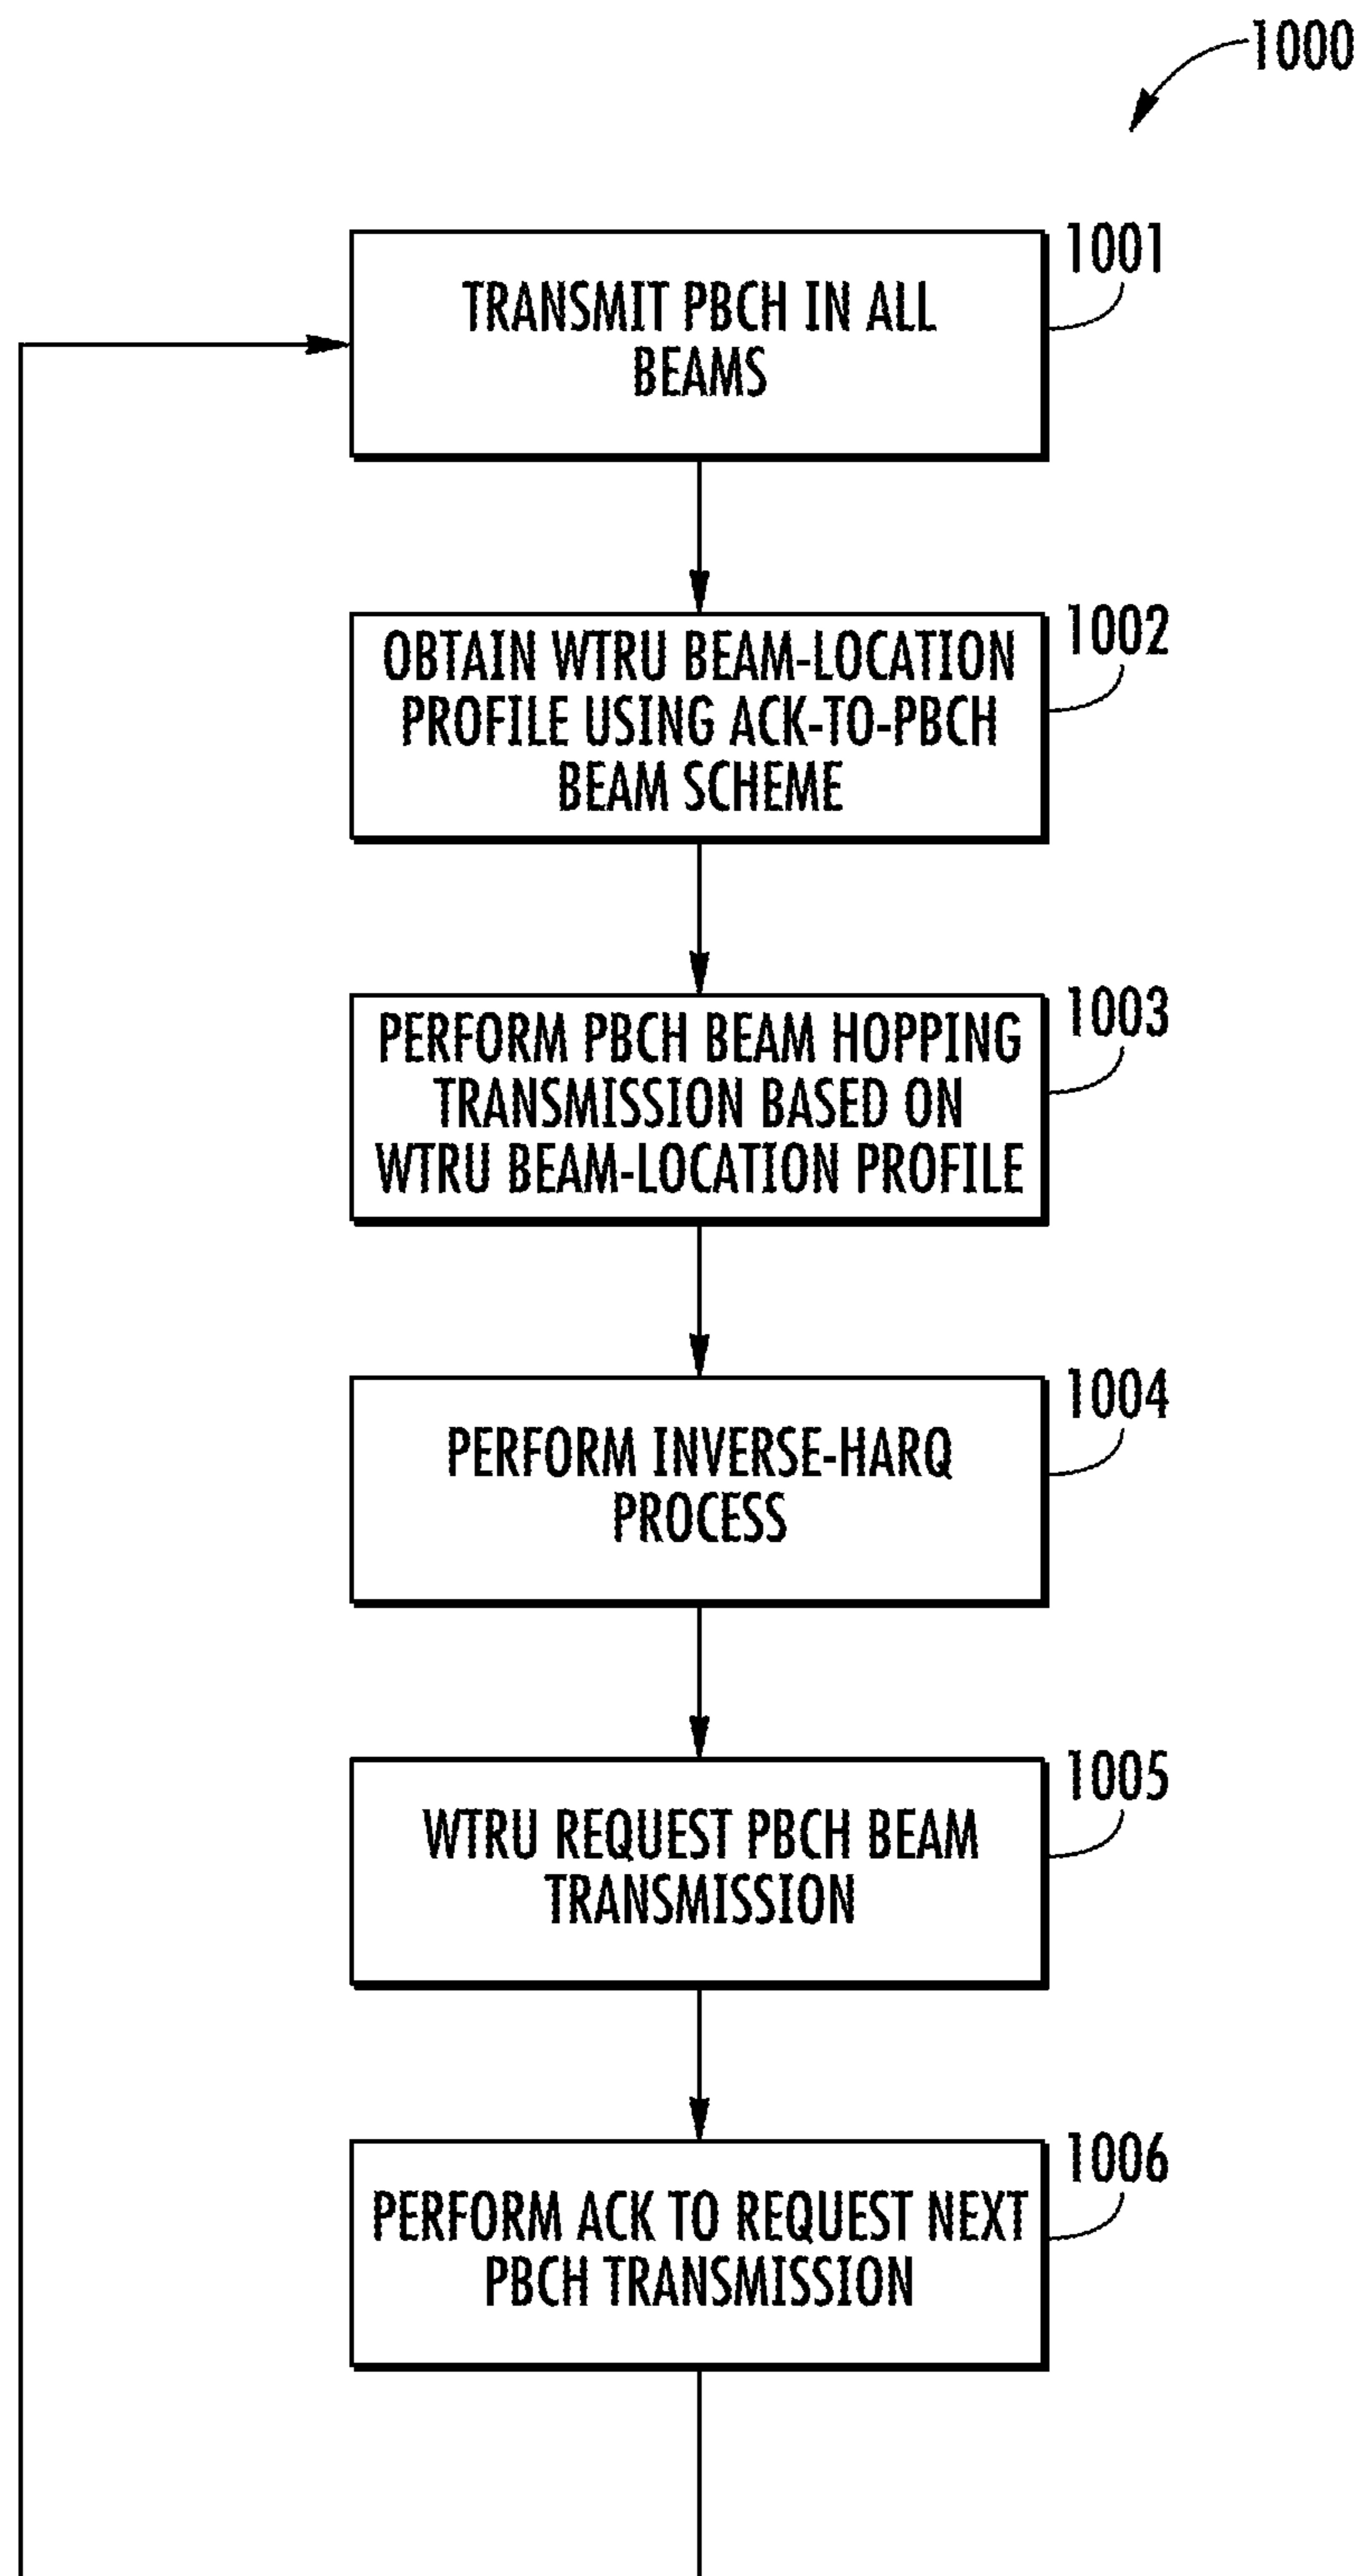 1000
1001
TRANSMIT PBCH IN ALL
BEAMS
1002
OBTAIN WTRU BEAM-LOCATION
PROFILE USING ACK-TO-PBCH
BEAM SCHEME
1003
PERFORM PBCH BEAM HOPPING
TRANSMISSION BASED ON
WTRU BEAM-LOCATION PROFILE
1004
PERFORM INVERSE-HARQ
PROCESS
1005
WTRU REQUEST PBCH BEAM
TRANSMISSION
1006
PERFORM ACK TO REQUEST NEXT
PBCH TRANSMISSION